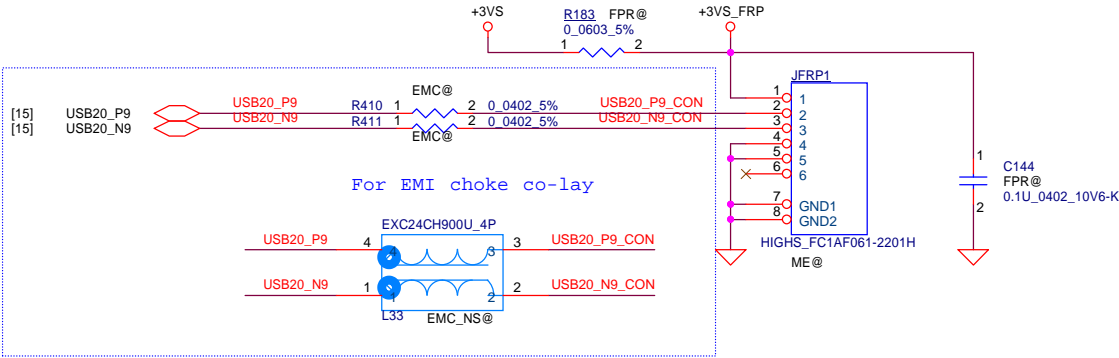 +3VS
R183 FPR@
0_0603_5%
1 2
+3VS_FRP
JFRP1
EMC@
[15] USB20_P9 USB20_P9 R410 1 2 0_0402_5% USB20_P9_CON
[15] USB20_N9 USB20_N9 R411 1 2 0_0402_5% USB20_N9_CON
EMC@
1 1
2 2
3 3
4 4
5 5
6 6
7 GND1
8 GND2
HIGHS_FC1AF061-2201H
ME@
1
C144
FPR@
0.1U_0402_10V6-K
2
For EMI choke co-lay
EXC24CH900U_4P
USB20_P9 4 4 3 3 USB20_P9_CON
USB20_N9 1 1 2 2 USB20_N9_CON
L33 EMC_NS@